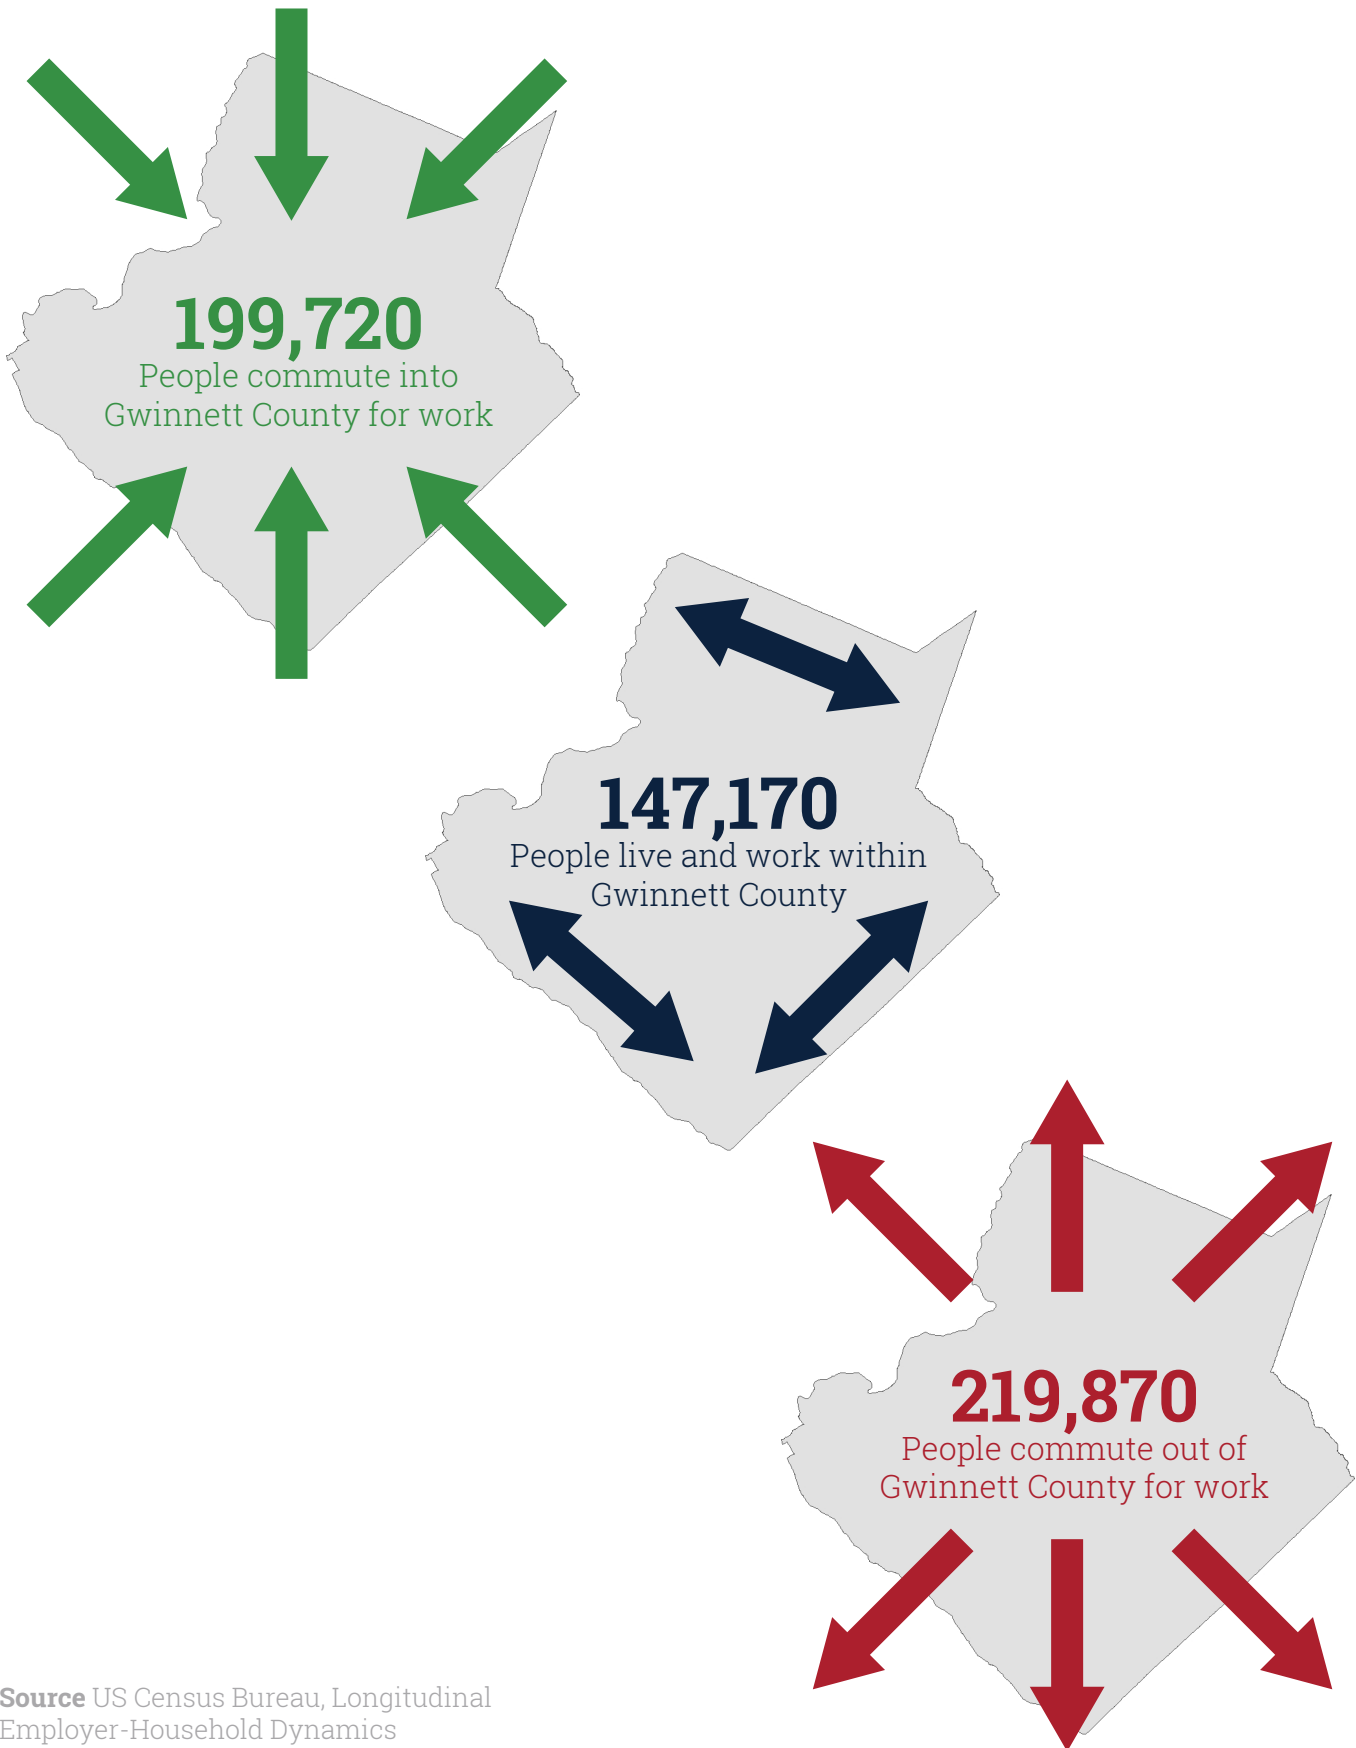 199,720
People commute into
Gwinnett County for work
147,170
People live and work within
Gwinnett County
219,870
People commute out of
Gwinnett County for work
Source US Census Bureau, Longitudinal
Employer-Household Dynamics